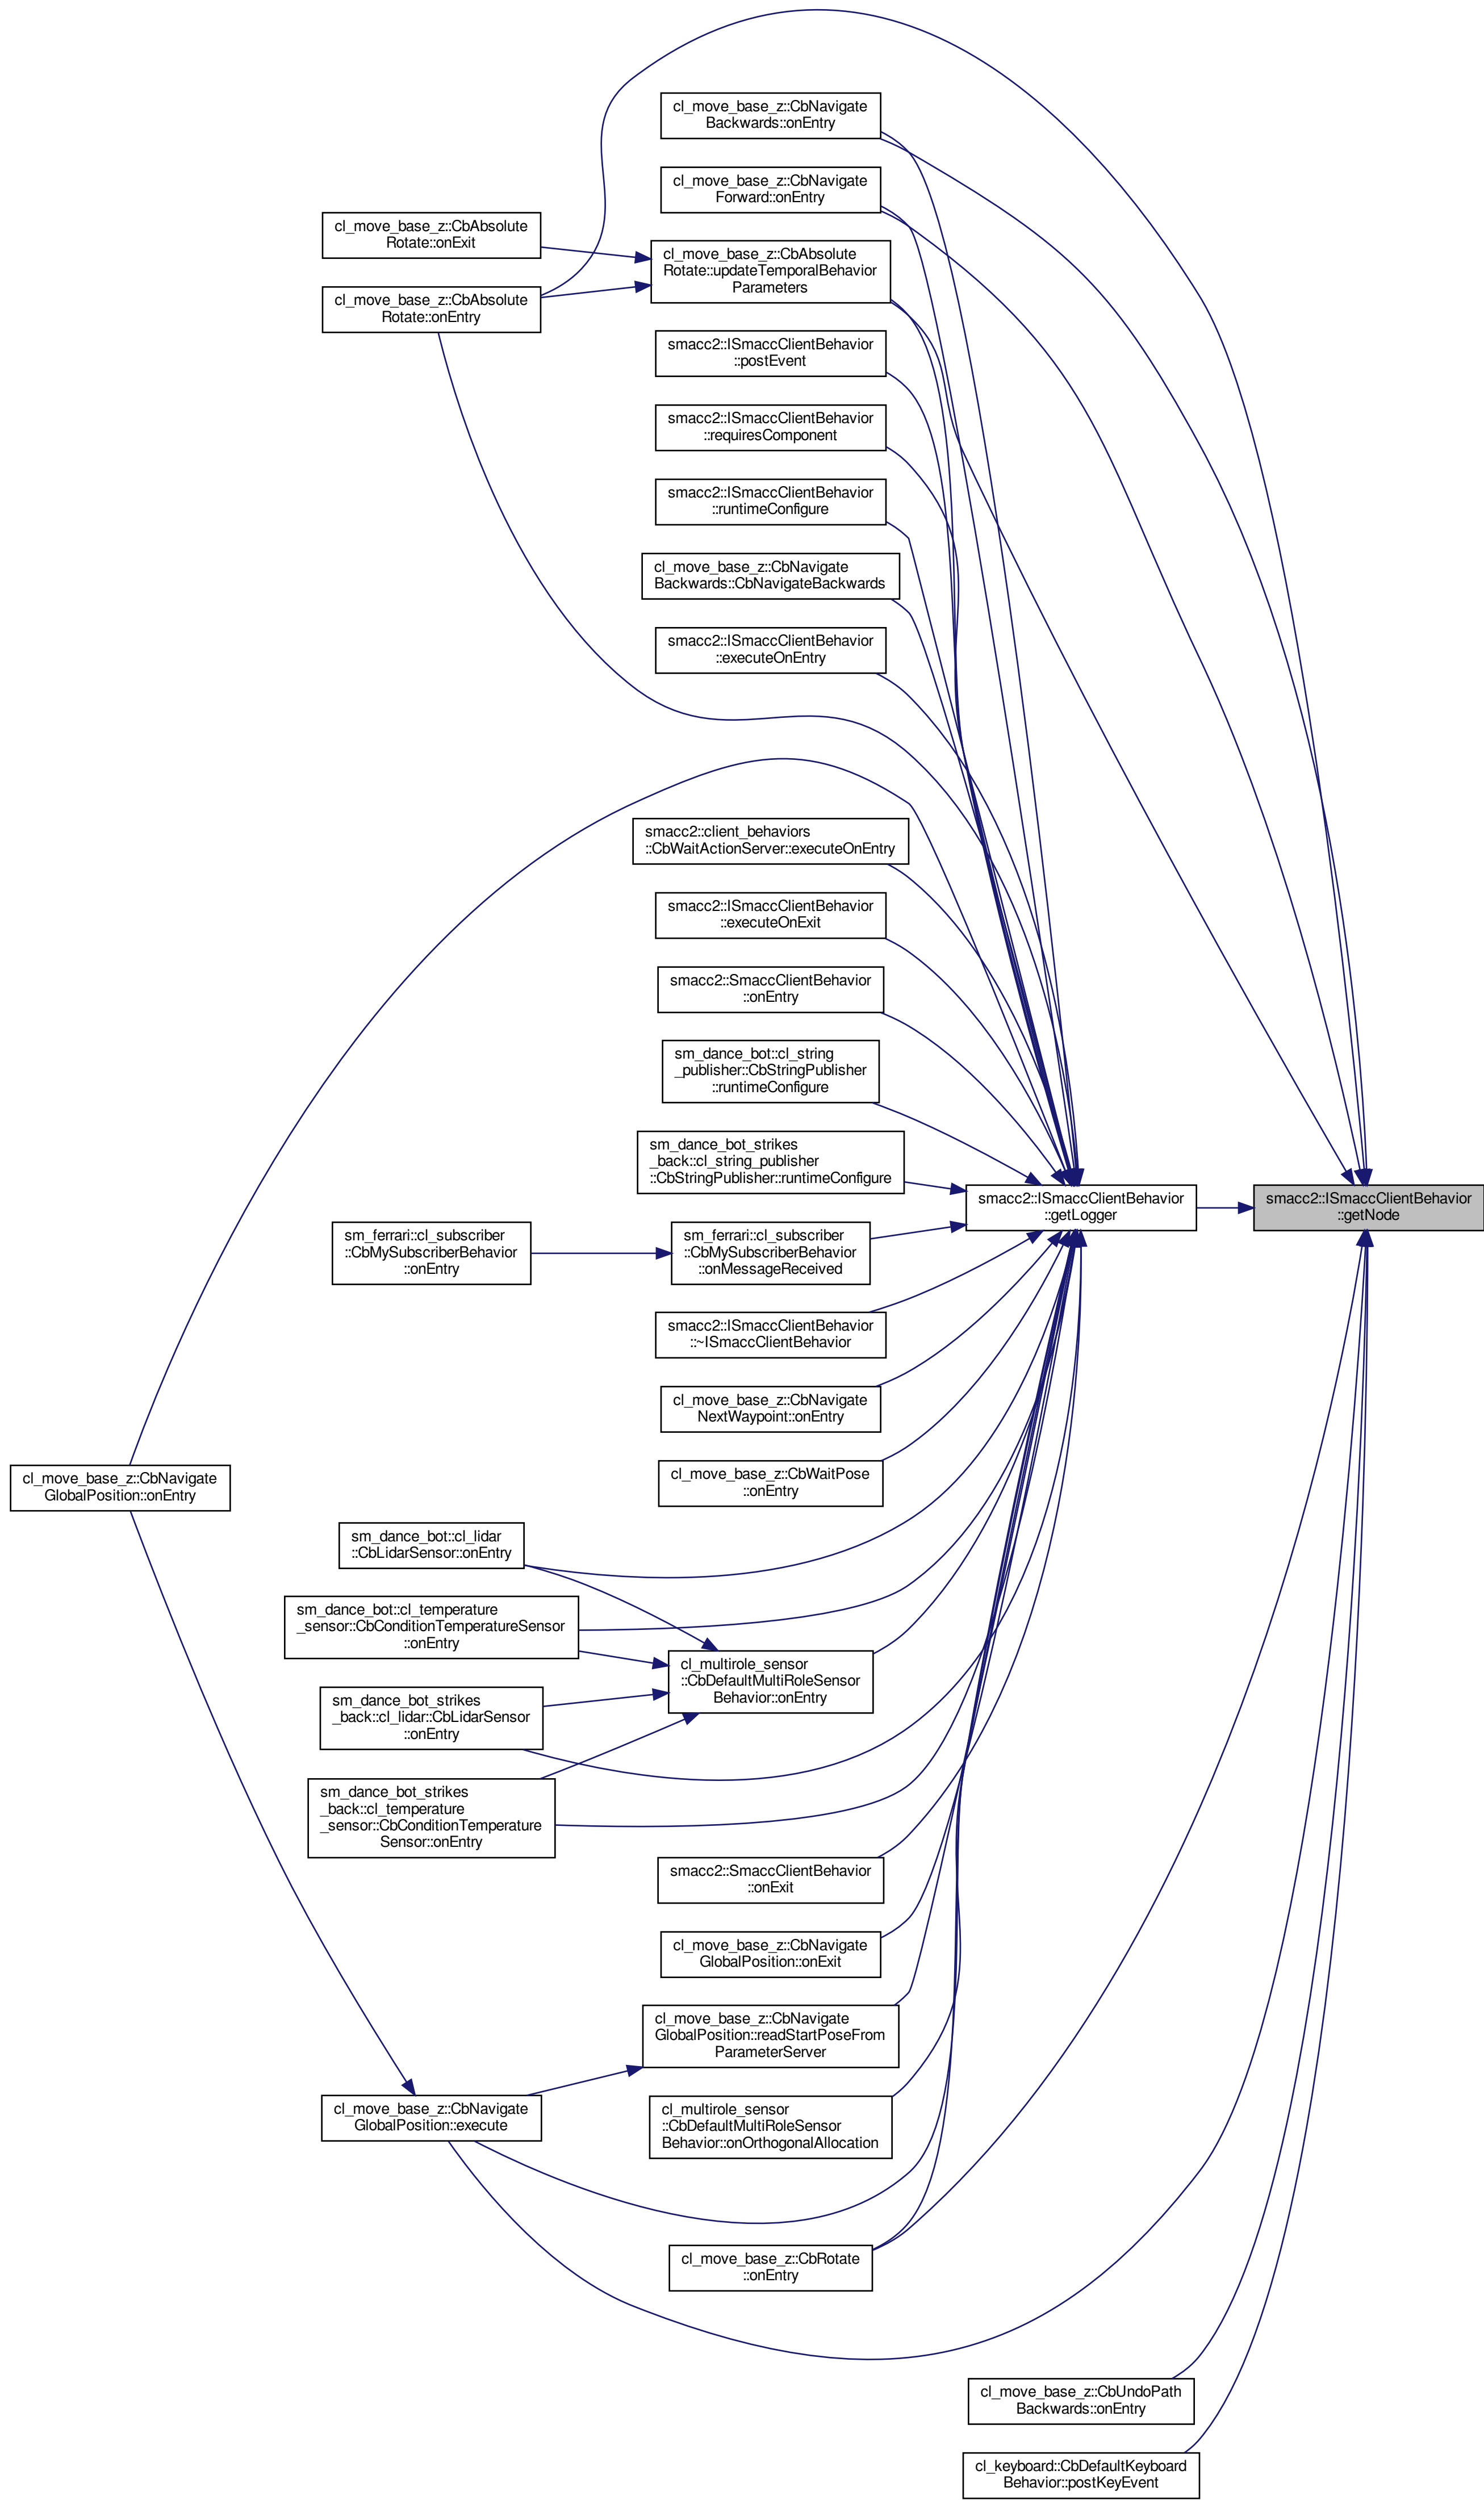 cl_move_base_z::CbNavigate
Backwards::onEntry
cl_move_base_z::CbNavigate
Forward::onEntry
cl_move_base_z::CbAbsolute
Rotate::onExit
cl_move_base_z::CbAbsolute
Rotate::updateTemporalBehavior
Parameters
cl_move_base_z::CbAbsolute
Rotate::onEntry
smacc2::ISmaccClientBehavior
::postEvent
smacc2::ISmaccClientBehavior
::requiresComponent
smacc2::ISmaccClientBehavior
::runtimeConfigure
cl_move_base_z::CbNavigate
Backwards::CbNavigateBackwards
smacc2::ISmaccClientBehavior
::executeOnEntry
smacc2::client_behaviors
::CbWaitActionServer::executeOnEntry
smacc2::ISmaccClientBehavior
::executeOnExit
smacc2::SmaccClientBehavior
::onEntry
sm_dance_bot::cl_string
_publisher::CbStringPublisher
::runtimeConfigure
sm_dance_bot_strikes
_back::cl_string_publisher
::CbStringPublisher::runtimeConfigure
smacc2::ISmaccClientBehavior
::getLogger
smacc2::ISmaccClientBehavior
::getNode
sm_ferrari::cl_subscriber
::CbMySubscriberBehavior
::onEntry
sm_ferrari::cl_subscriber
::CbMySubscriberBehavior
::onMessageReceived
smacc2::ISmaccClientBehavior
::~ISmaccClientBehavior
cl_move_base_z::CbNavigate
NextWaypoint::onEntry
cl_move_base_z::CbWaitPose
::onEntry
cl_move_base_z::CbNavigate
GlobalPosition::onEntry
sm_dance_bot::cl_lidar
::CbLidarSensor::onEntry
sm_dance_bot::cl_temperature
_sensor::CbConditionTemperatureSensor
::onEntry
cl_multirole_sensor
::CbDefaultMultiRoleSensor
Behavior::onEntry
sm_dance_bot_strikes
_back::cl_lidar::CbLidarSensor
::onEntry
sm_dance_bot_strikes
_back::cl_temperature
_sensor::CbConditionTemperature
Sensor::onEntry
smacc2::SmaccClientBehavior
::onExit
cl_move_base_z::CbNavigate
GlobalPosition::onExit
cl_move_base_z::CbNavigate
GlobalPosition::readStartPoseFrom
ParameterServer
cl_move_base_z::CbNavigate
GlobalPosition::execute
cl_multirole_sensor
::CbDefaultMultiRoleSensor
Behavior::onOrthogonalAllocation
cl_move_base_z::CbRotate
::onEntry
cl_move_base_z::CbUndoPath
Backwards::onEntry
cl_keyboard::CbDefaultKeyboard
Behavior::postKeyEvent